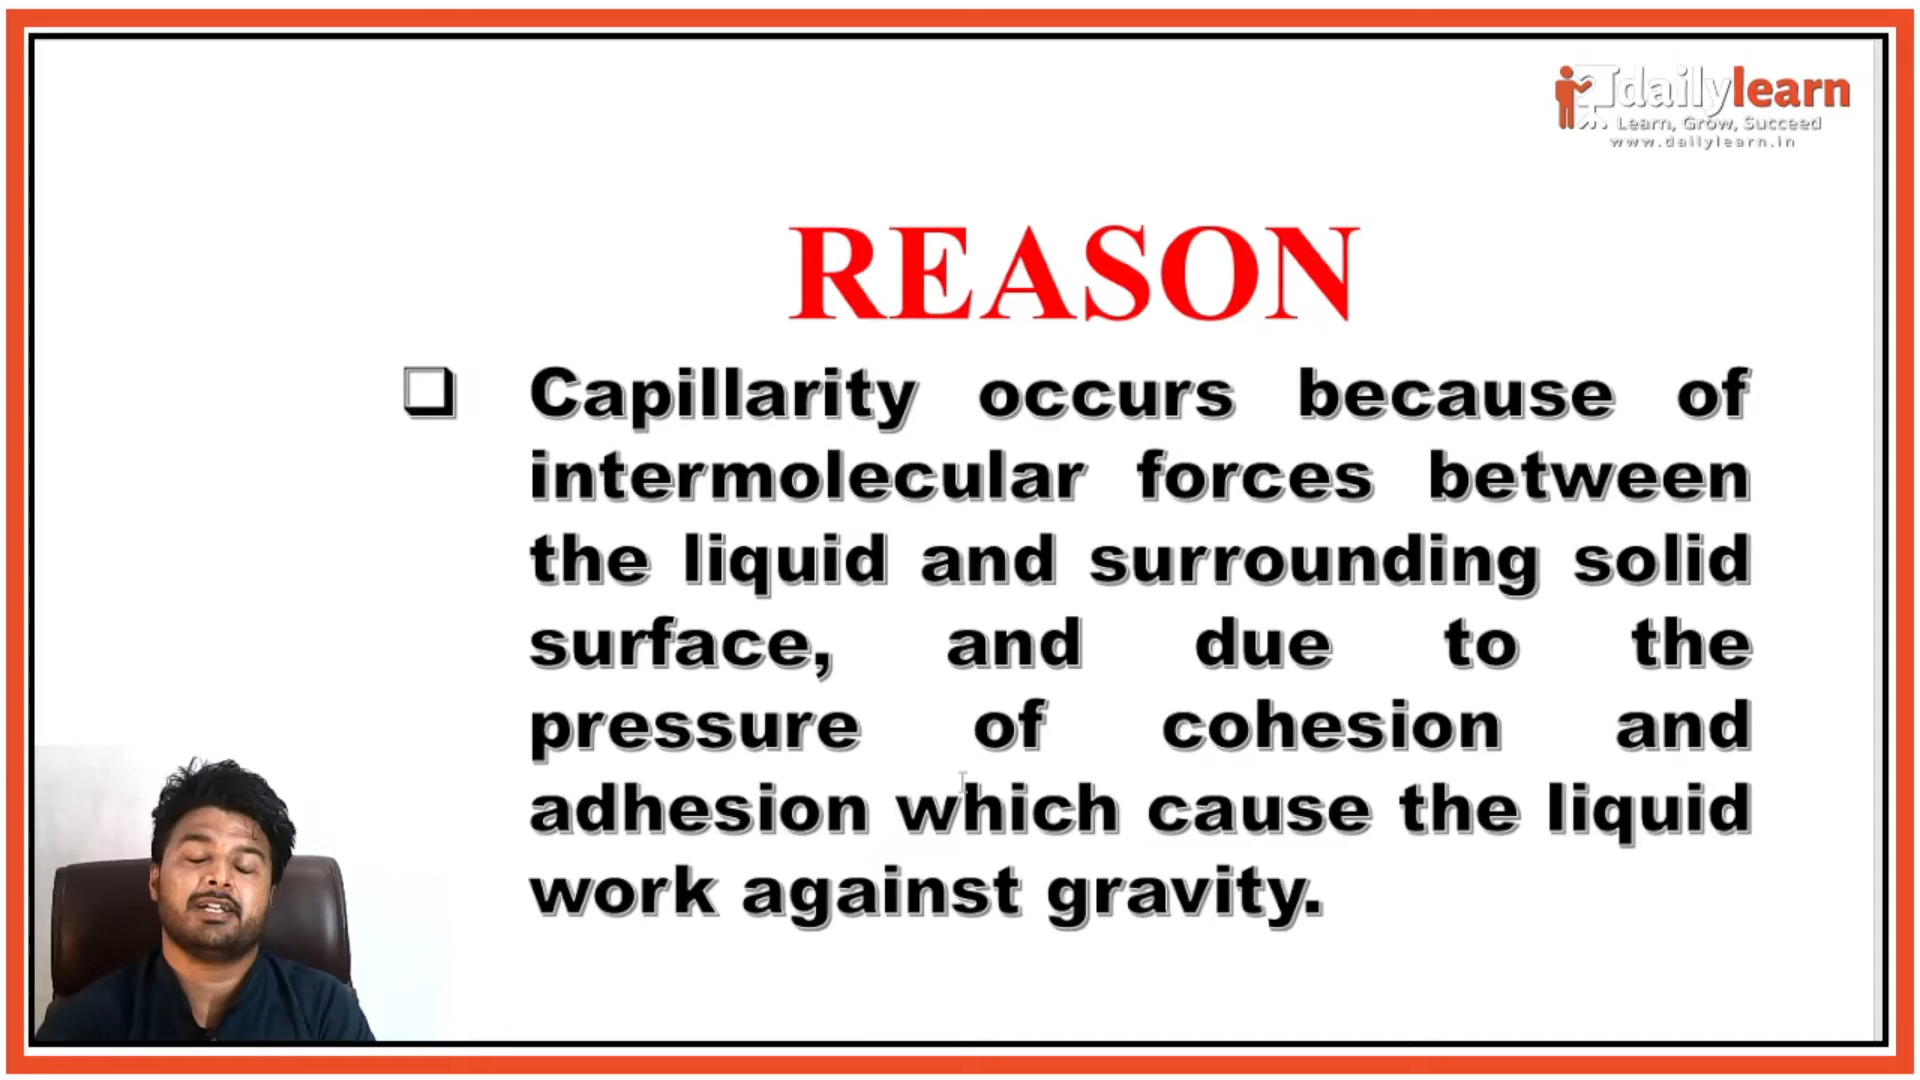 dailylearn
Learn, Grow, Succeed
www.dailylearn.in
REASON
Capillarity occurs because of
intermolecular forces between
the liquid and surrounding solid
surface, and due to the
pressure of cohesion and
adhesion which cause the liquid
work against gravity.